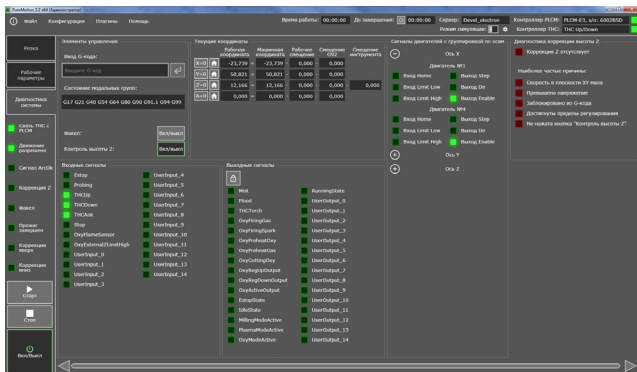 PureMotion 2.2 x64 (Администратор)
Файл Конфигурация Плагины Помощь
Время работы: 00:00:00 До завершения: 00:00:00 Сервер: Devel_electron Контроллер PLCM: PLCM-E3, s/n: 6002BSD
Режим симуляции: Контроллер THC: THC Up/Down
Резка
Рабочие параметры
Диагностика системы
Связь THC с PLCM
Движение разрешено
Сигнал ArcOk
Коррекция Z
Факел
Прожиг завершен
Коррекция вверх
Коррекция вниз
Старт
Стоп
Вкл/Выкл
Элементы управления
Ввод G-кода:
Введите G-код
Состояние модальных групп:
G17 G21 G40 G54 G64 G80 G90 G91.1 G94 G99
Факел: Вкл/выкл
Контроль высоты Z: Вкл/выкл
Текущие координаты
Рабочая координата Машинная координата Рабочее смещение Смещение G92 Смещение инструмента
X=0 -23,739 = -23,739 0,000 0,000
Y=0 50,821 = 50,821 0,000 0,000
Z=0 12,166 = 12,166 0,000 0,000 0,000
A=0 0,000 = 0,000 0,000 0,000
Входные сигналы
Estop
Probing
THCUp
THCDown
THCAok
Stop
OxyFlameSensor
OxyExternalZLimitHigh
UserInput_0
UserInput_1
UserInput_2
UserInput_3
UserInput_4
UserInput_5
UserInput_6
UserInput_7
UserInput_8
UserInput_9
UserInput_10
UserInput_11
UserInput_12
UserInput_13
UserInput_14
Выходные сигналы
Mist
Flood
THCTorch
OxyFiringGas
OxyFiringSpark
OxyPreheatOxy
OxyPreheatGas
OxyCuttingOxy
OxyRegUpOutput
OxyRegDownOutput
OxyActiveOutput
EstopState
IdleState
MillingModeActive
PlasmaModeActive
OxyModeActive
RunningState
UserOutput_0
UserOutput_1
UserOutput_2
UserOutput_3
UserOutput_4
UserOutput_5
UserOutput_6
UserOutput_7
UserOutput_8
UserOutput_9
UserOutput_10
UserOutput_11
UserOutput_12
UserOutput_13
UserOutput_14
Сигналы двигателей с группировкой по осям
Ось X
Двигатель №1
Вход Home Выход Step
Вход Limit Low Выход Dir
Вход Limit High Выход Enable
Двигатель №4
Вход Home Выход Step
Вход Limit Low Выход Dir
Вход Limit High Выход Enable
Ось Y
Ось Z
Диагностика коррекции высоты Z
Коррекция Z отсутствует
Наиболее частые причины:
Скорость в плоскости XY мала
Превышено напряжение
Заблокировано из G-кода
Достигнуты пределы регулирования
Не нажата кнопка "Контроль высоты Z"